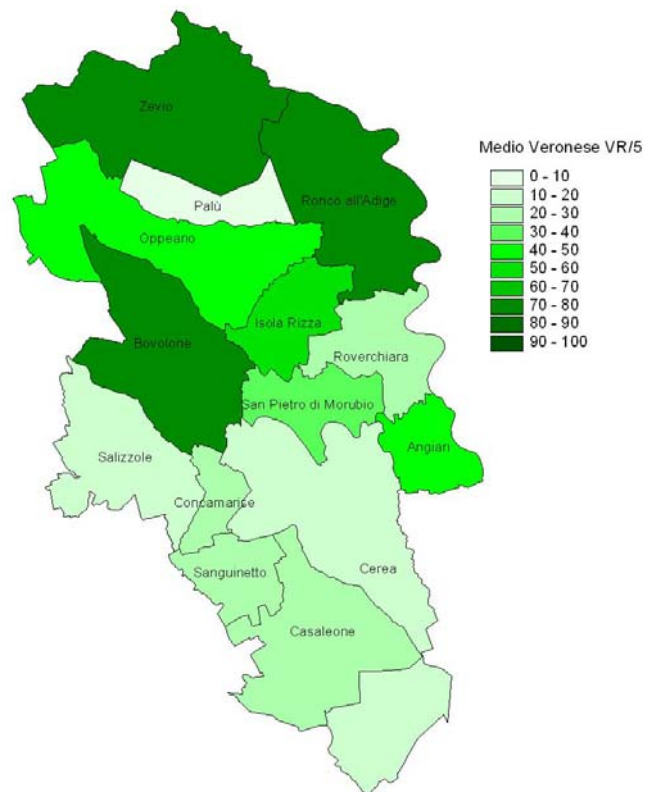 Zevio
Medio Veronese VR/5
0 - 10
10 - 20
20 - 30
30 - 40
40 - 50
50 - 60
60 - 70
70 - 80
80 - 90
90 - 100
Palù
Ronco all'Adige
Oppeano
Isola Rizza
Bovolone
Roverchiara
San Pietro di Morubio
Angiari
Salizzole
Concamarise
Cerea
Sanguinetto
Casaleone